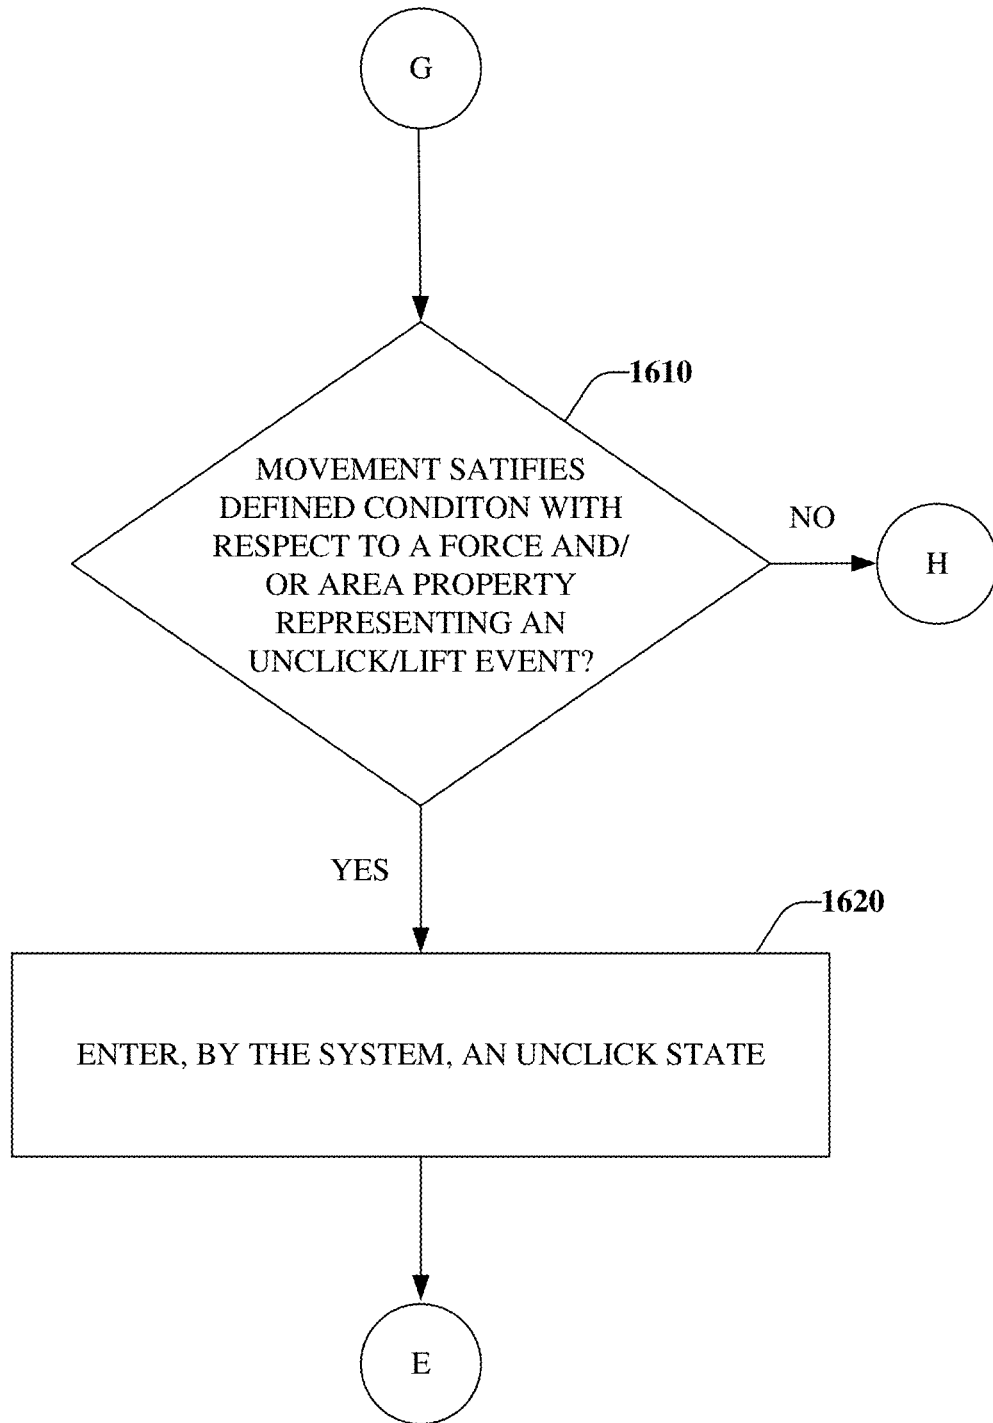 G
1610
MOVEMENT SATIFIES
DEFINED CONDITON WITH
RESPECT TO A FORCE AND/
OR AREA PROPERTY
REPRESENTING AN
UNCLICK/LIFT EVENT?
NO
H
YES
1620
ENTER, BY THE SYSTEM, AN UNCLICK STATE
E